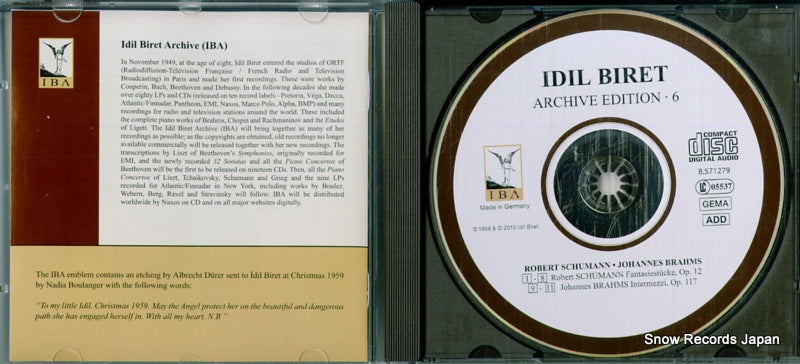 Idil Biret Archive (IBA)
In November 1949, at the age of eight, Idil Biret entered the studios of ORTF
(Radiodiffusion-Télévision Française / French Radio and Television
Broadcasting) in Paris and made her first recordings. These were works by
Couperin, Bach, Beethoven and Debussy. In the following decades she made
over eighty LPs and CDs (released on ten record labels - Pretoria, Véga, Decca,
Atlantic/Finnadar, Pantheon, EMI, Naxos, Marco Polo, Alpha, BMP) and many
recordings for radio and television stations around the world. These included
the complete piano works of Brahms, Chopin and Rachmaninov and the Etudes
of Ligeti. The Idil Biret Archive (IBA) will bring together as many of her
recordings as possible; as the copyrights are obtained, old recordings no longer
available commercially will be released together with her new recordings. The
transcriptions by Liszt of Beethoven's Symphonies, originally recorded for
EMI, and the newly recorded 32 Sonatas and all the Piano Concertos of
Beethoven will be the first to be released on nineteen CDs. Then, all the Piano
Concertos of Liszt, Tchaikovsky, Schumann and Grieg and the nine LPs
recorded for Atlantic/Finnadar in New York, including works by Boulez,
Webern, Berg, Ravel and Stravinsky will follow. IBA will be distributed
worldwide by Naxos on CD and on all major websites digitally.
IBA
The IBA emblem contains an etching by Albrecht Dürer sent to İdil Biret at Christmas 1959
by Nadia Boulanger with the following words:
"To my little Idil. Christmas 1959. May the Angel protect her on the beautiful and dangerous
path she has engaged herself in. With all my heart. N.B "
IDIL BIRET
ARCHIVE EDITION · 6
COMPACT
disc
DIGITAL AUDIO
8.571279
LC 05537
GEMA
ADD
IBA
Made in Germany
℗ 1959 & © 2010 Idil Biret
ROBERT SCHUMANN • JOHANNES BRAHMS
1 - 8 Robert SCHUMANN Fantasiestücke, Op. 12
9 - 11 Johannes BRAHMS Intermezzi, Op. 117
Snow Records Japan